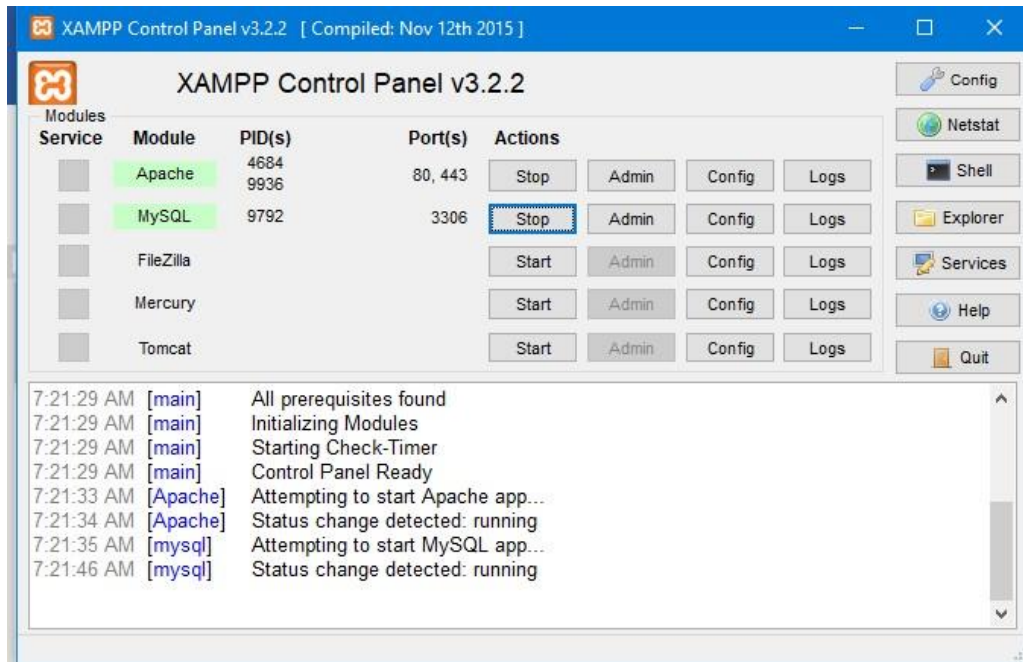 XAMPP Control Panel v3.2.2 [ Compiled: Nov 12th 2015 ]
XAMPP Control Panel v3.2.2
Config
Modules
Netstat
Service Module PID(s) Port(s) Actions
Apache 4684 9936 80, 443 Stop Admin Config Logs
Shell
MySQL 9792 3306 Stop Admin Config Logs
Explorer
FileZilla Start Admin Config Logs
Services
Mercury Start Admin Config Logs
Help
Tomcat Start Admin Config Logs
Quit
7:21:29 AM [main] All prerequisites found
7:21:29 AM [main] Initializing Modules
7:21:29 AM [main] Starting Check-Timer
7:21:29 AM [main] Control Panel Ready
7:21:33 AM [Apache] Attempting to start Apache app...
7:21:34 AM [Apache] Status change detected: running
7:21:35 AM [mysql] Attempting to start MySQL app...
7:21:46 AM [mysql] Status change detected: running